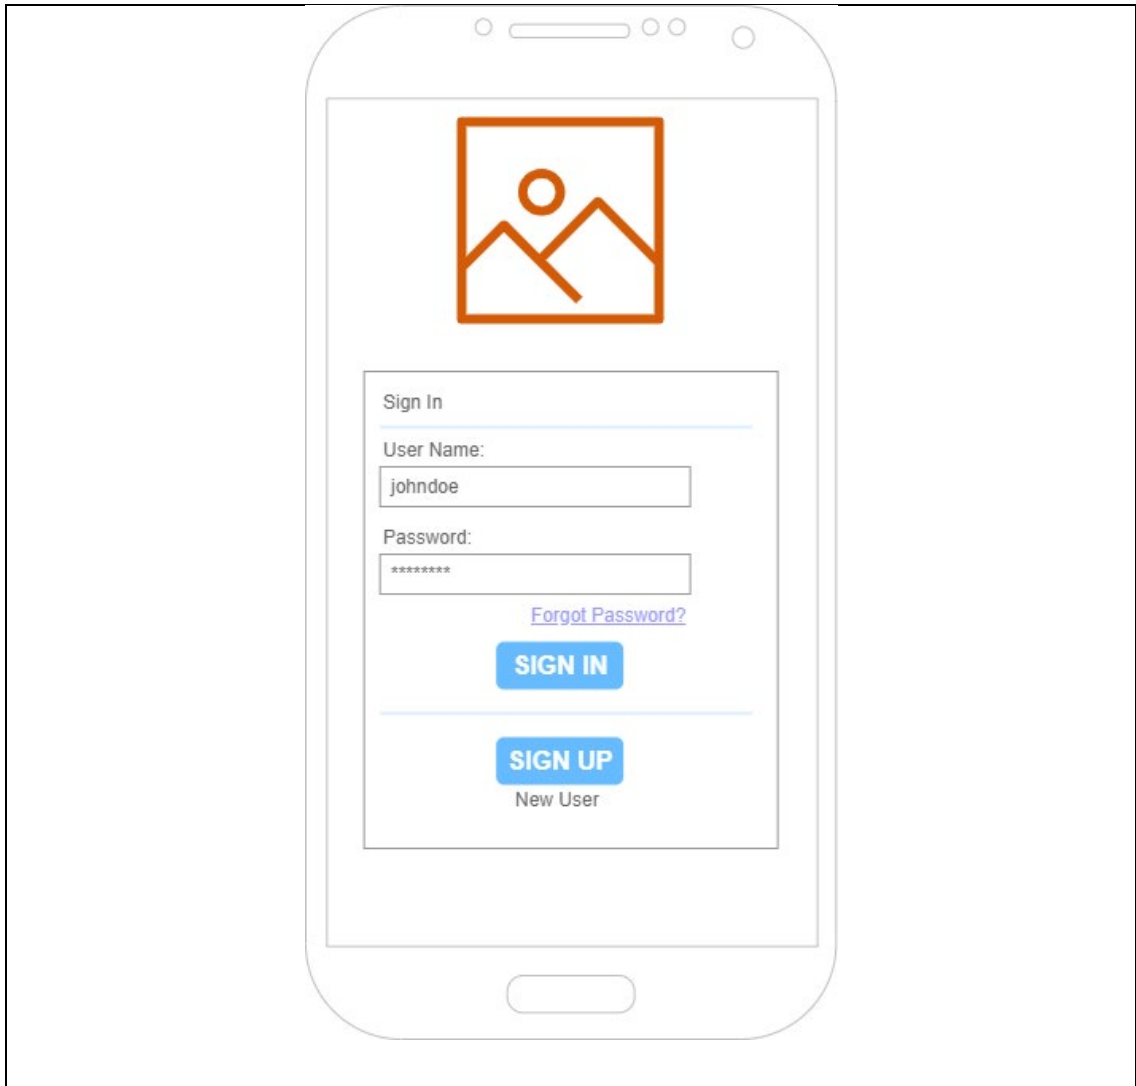 Sign In
User Name:
johndoe
Password:
********
Forgot Password?
SIGN IN
SIGN UP
New User